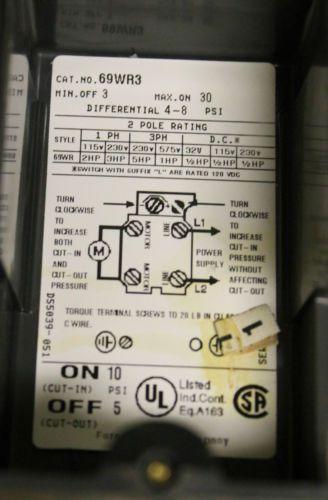 CAT.NO. 69WR3
MIN.OFF 3 MAX.ON 30
DIFFERENTIAL 4-8 PSI
2 POLE RATING
STYLE 1 PH 3PH D.C.*
115v 230v 230v 575v 32V 115v 230v
69WR 2HP 3HP 5HP 1HP ½HP ½HP ½HP
*SWITCH WITH SUFFIX "L" ARE RATED 120 VDC
TURN CLOCKWISE TO INCREASE BOTH CUT-IN AND CUT-OUT PRESSURE
M
MOTOR
MOTOR
LINE
LINE
L1
POWER SUPPLY
L2
TURN CLOCKWISE TO INCREASE CUT-IN PRESSURE WITHOUT AFFECTING CUT-OUT
TORQUE TERMINAL SCREWS TO 20 LB IN
C WIRE.
DS5039-051
1
1
ON 10
(CUT-IN) PSI
OFF 5
(CUT-OUT)
UL
Listed
Ind.Cont.
Eq.A163
SA